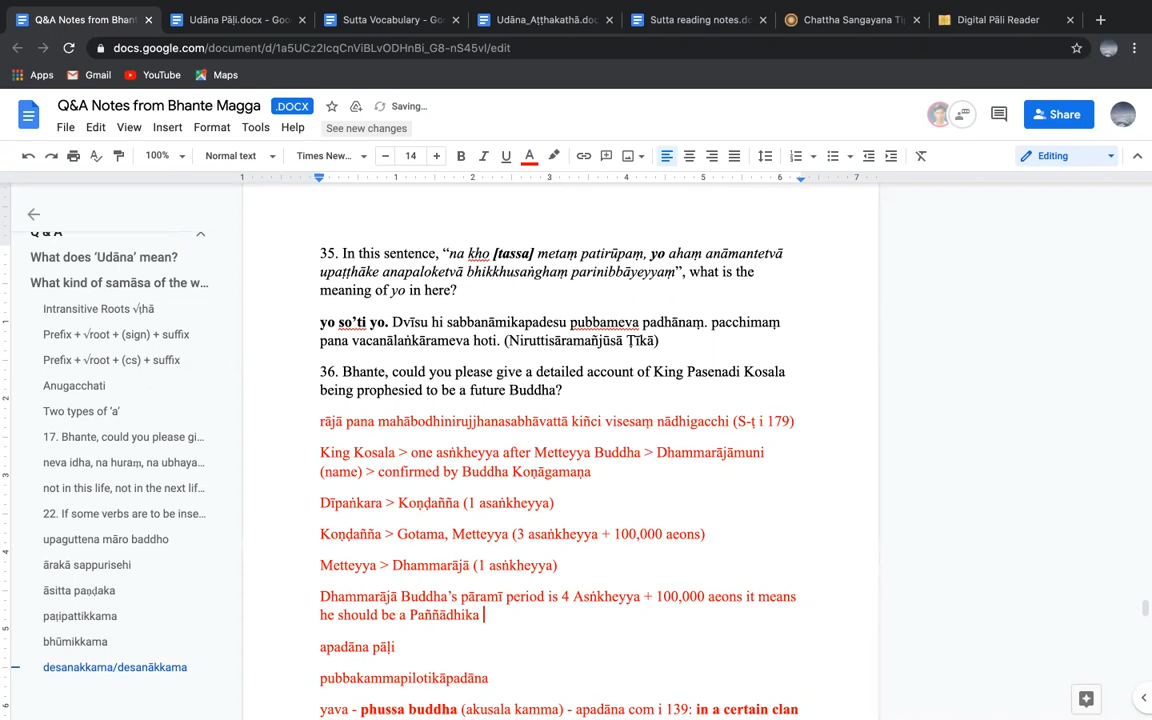 Q&A Notes from Bhant
Udāna Pāḷi.docx - Goo
Sutta Vocabulary - Go
Udāna_Aṭṭhakathā.doc
Sutta reading notes.do
Chattha Sangayana Ti
Digital Pāli Reader
docs.google.com/document/d/1a5UCz2IcqCnViBLvODHnBi_G8-nS45vl/edit
Apps Gmail YouTube Maps
Q&A Notes from Bhante Magga .DOCX Saving...
Share
File Edit View Insert Format Tools Help See new changes
100% Normal text Times New... 14 B I U A Editing
1 1 2 3 4 5 6 7
Q & A
What does ‘Udāna’ mean?
What kind of samāsa of the w...
Intransitive Roots √ṭhā
Prefix + √root + (sign) + suffix
Prefix + √root + (cs) + suffix
Anugacchati
Two types of ‘a’
17. Bhante, could you please gi...
neva idha, na huraṃ, na ubhaya...
not in this life, not in the next lif...
22. If some verbs are to be inse...
upaguttena māro baddho
ārakā sappurisehi
āsitta paṇḍaka
paṭipattikkama
bhūmikkama
desanakkama/desanākkama
35. In this sentence, “na kho [tassa] metaṃ patirūpaṃ, yo ahaṃ anāmantetvā
upaṭṭhāke anapaloketvā bhikkhusaṅghaṃ parinibbāyeyyaṃ”, what is the
meaning of yo in here?
yo so’ti yo. Dvīsu hi sabbanāmikapadesu pubbameva padhānaṃ. pacchimaṃ
pana vacanālaṅkārameva hoti. (Niruttisāramañjūsā Ṭīkā)
36. Bhante, could you please give a detailed account of King Pasenadi Kosala
being prophesied to be a future Buddha?
rājā pana mahābodhinirujjhanasabhāvattā kiñci visesaṃ nādhigacchi (S-ṭ i 179)
King Kosala > one asṅkheyya after Metteyya Buddha > Dhammarājāmuni
(name) > confirmed by Buddha Koṇāgamaṇa
Dīpaṅkara > Koṇḍañña (1 asaṅkheyya)
Koṇḍañña > Gotama, Metteyya (3 asaṅkheyya + 100,000 aeons)
Metteyya > Dhammarājā (1 asṅkheyya)
Dhammarājā Buddha’s pāramī period is 4 Asṅkheyya + 100,000 aeons it means
he should be a Paññādhika
apadāna pāḷi
pubbakammapilotikāpadāna
yava - phussa buddha (akusala kamma) - apadāna com i 139: in a certain clan